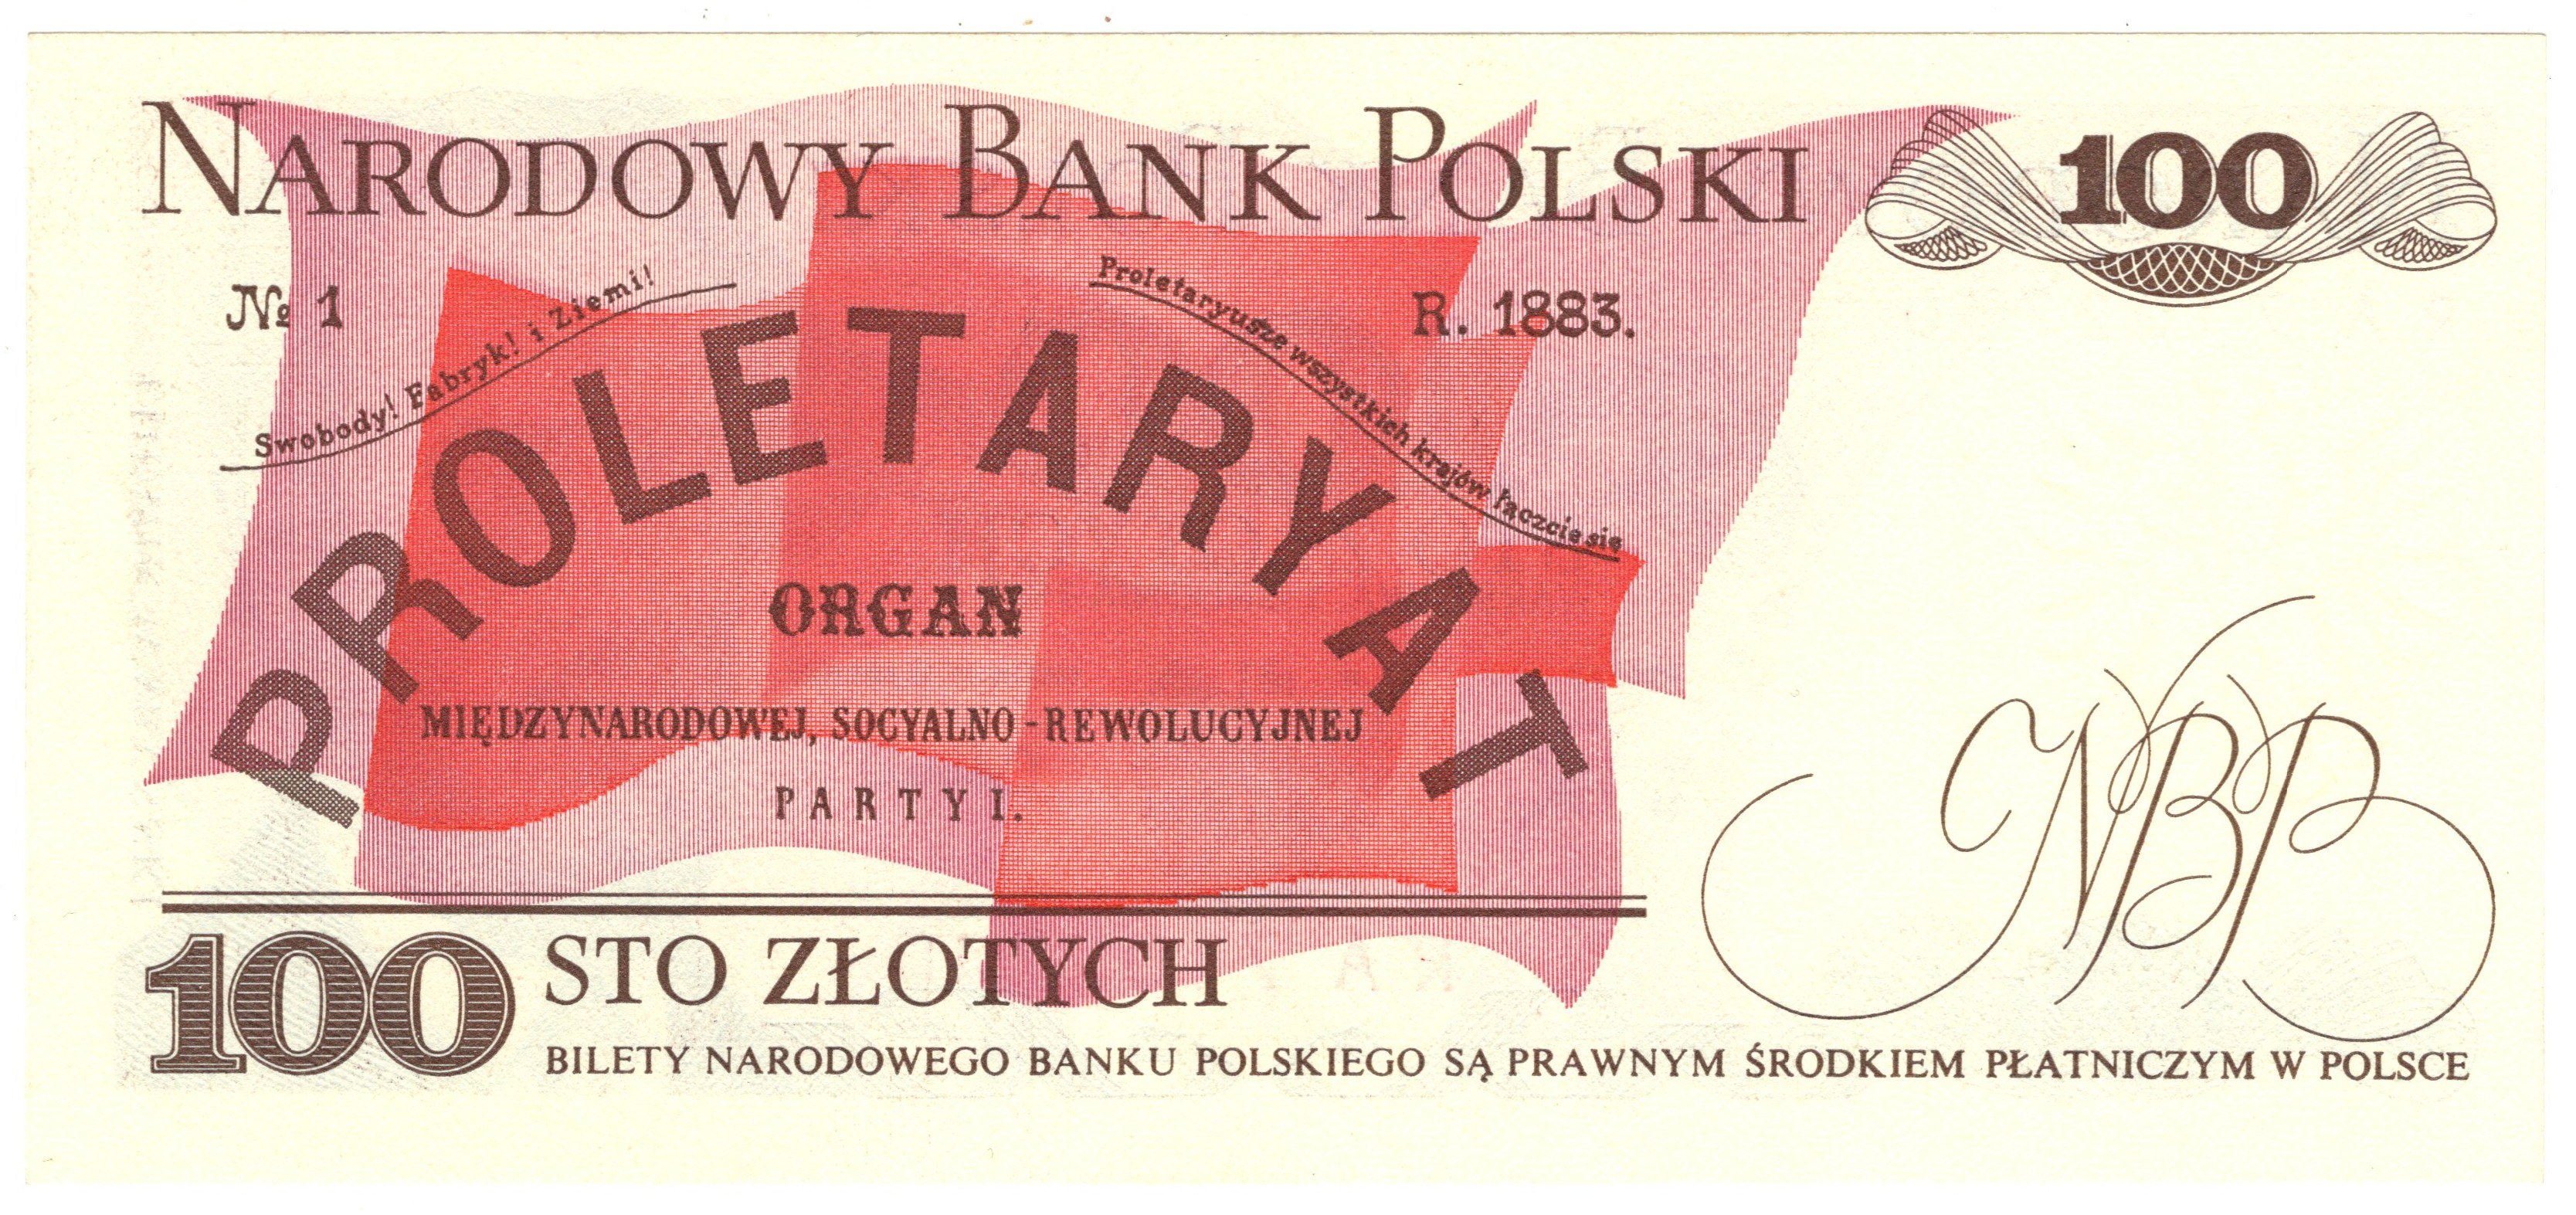 NARODOWY BANK POLSKI
100
№ 1
Swobody! Fabryk! i Ziemi!
Proletaryusze wszystkich krajów łączcie się
R. 1883.
PROLETARYAT
ORGAN
MIĘDZYNARODOWEJ, SOCYALNO-REWOLUCYJNEJ
PARTYI.
NBP
100 STO ZŁOTYCH
BILETY NARODOWEGO BANKU POLSKIEGO SĄ PRAWNYM ŚRODKIEM PŁATNICZYM W POLSCE